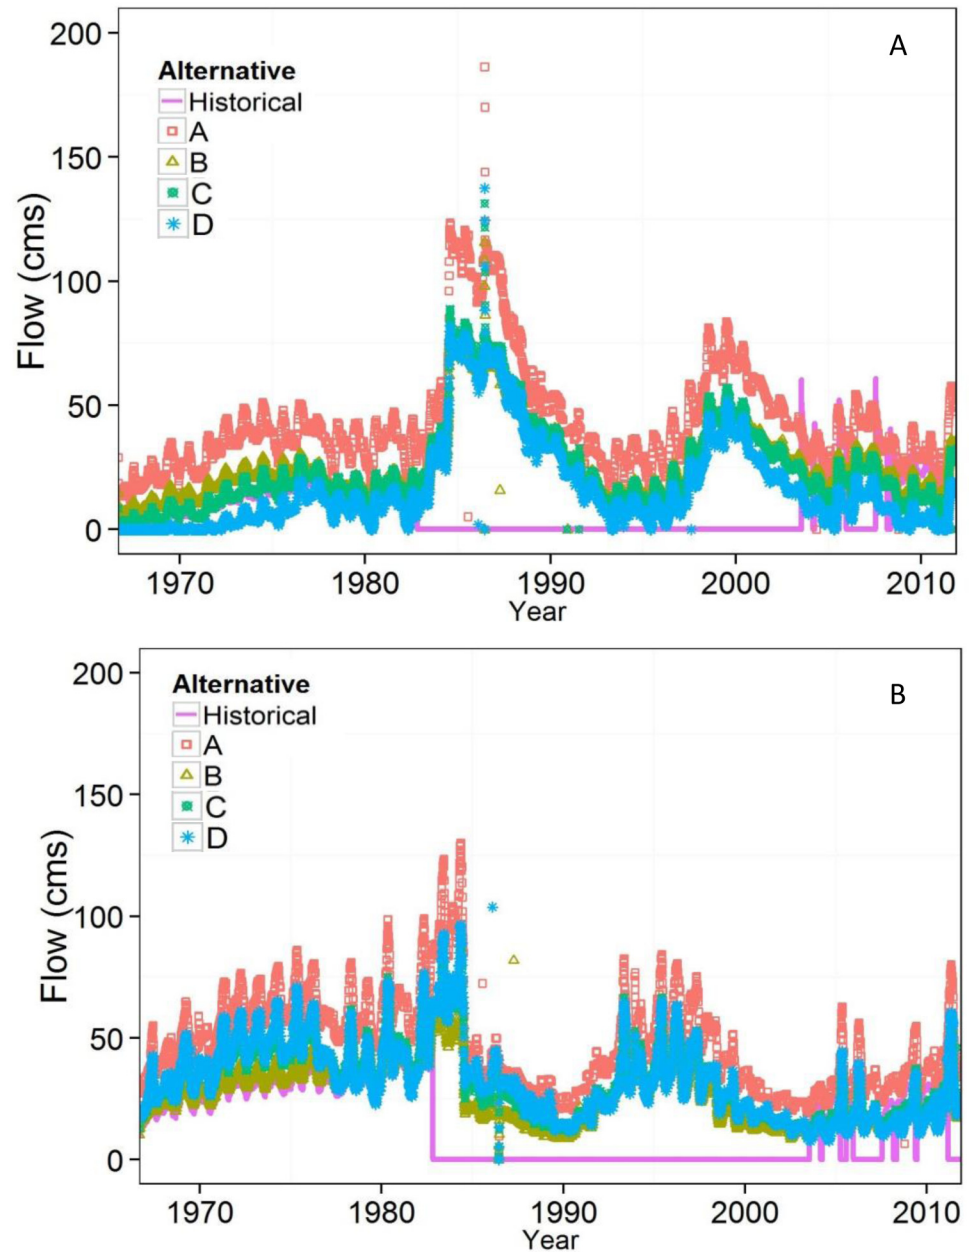 A
200
Alternative
Historical
A
150
B
C
D
Flow (cms)
100
50
0
1970 1980 1990 2000 2010
Year
B
200
Alternative
Historical
A
B
150
C
D
Flow (cms)
100
50
0
1970 1980 1990 2000 2010
Year